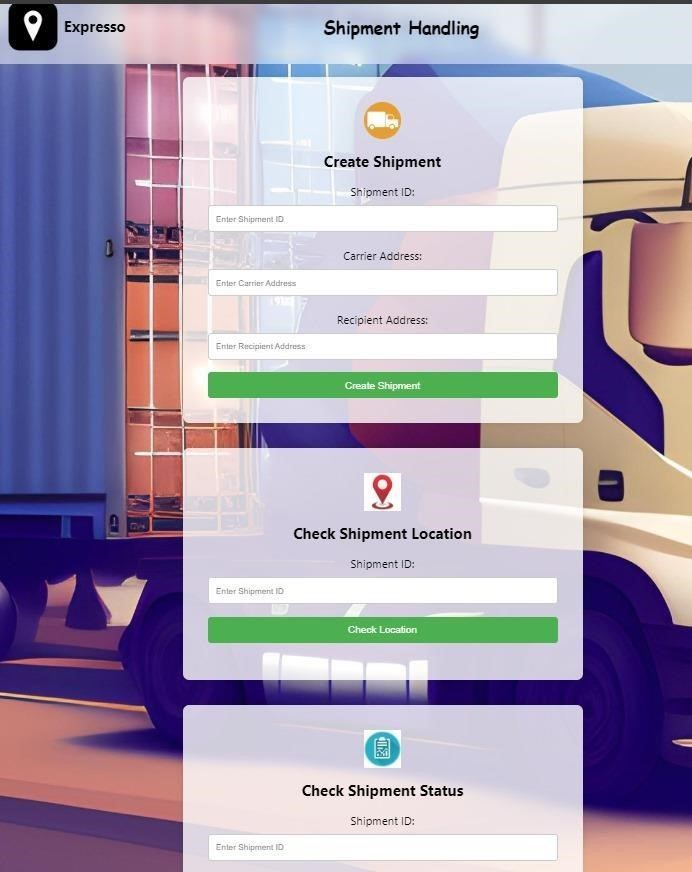 Expresso
Shipment Handling
Create Shipment
Shipment ID:
Enter Shipment ID
Carrier Address:
Enter Carrier Address
Recipient Address:
Enter Recipient Address
Create Shipment
Check Shipment Location
Shipment ID:
Enter Shipment ID
Check Location
Check Shipment Status
Shipment ID:
Enter Shipment ID